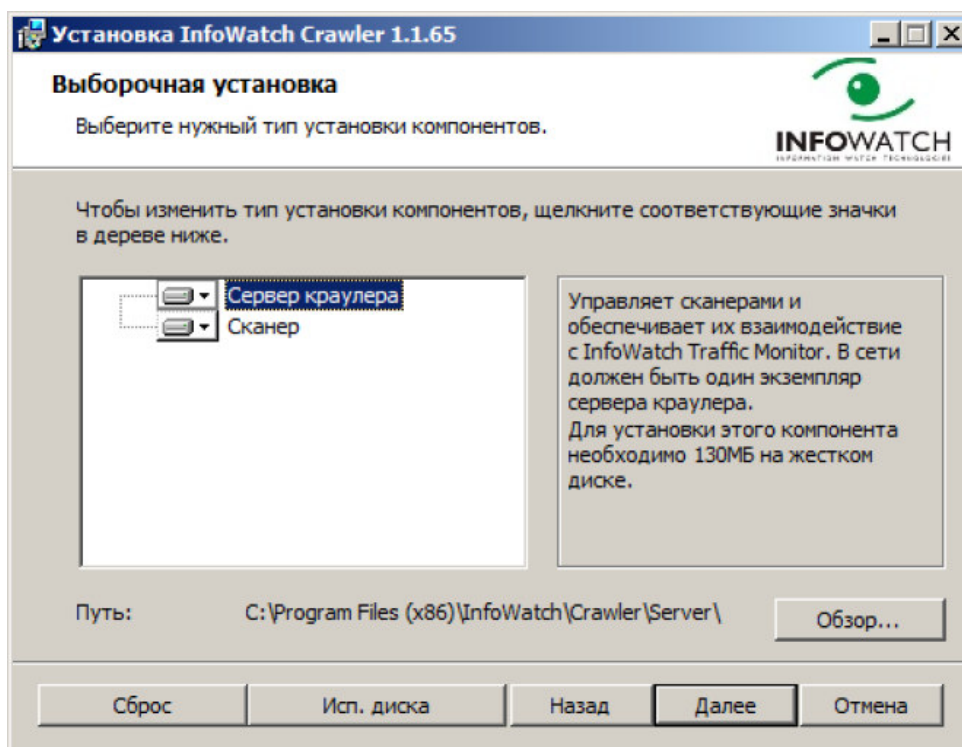 Установка InfoWatch Crawler 1.1.65
Выборочная установка
Выберите нужный тип установки компонентов.
INFOWATCH
INFORMATION WATCH TECHNOLOGIES
Чтобы изменить тип установки компонентов, щелкните соответствующие значки
в дереве ниже.
Сервер краулера
Сканер
Управляет сканерами и
обеспечивает их взаимодействие
с InfoWatch Traffic Monitor. В сети
должен быть один экземпляр
сервера краулера.
Для установки этого компонента
необходимо 130МБ на жестком
диске.
Путь: C:\Program Files (x86)\InfoWatch\Crawler\Server\
Обзор...
Сброс Исп. диска Назад Далее Отмена